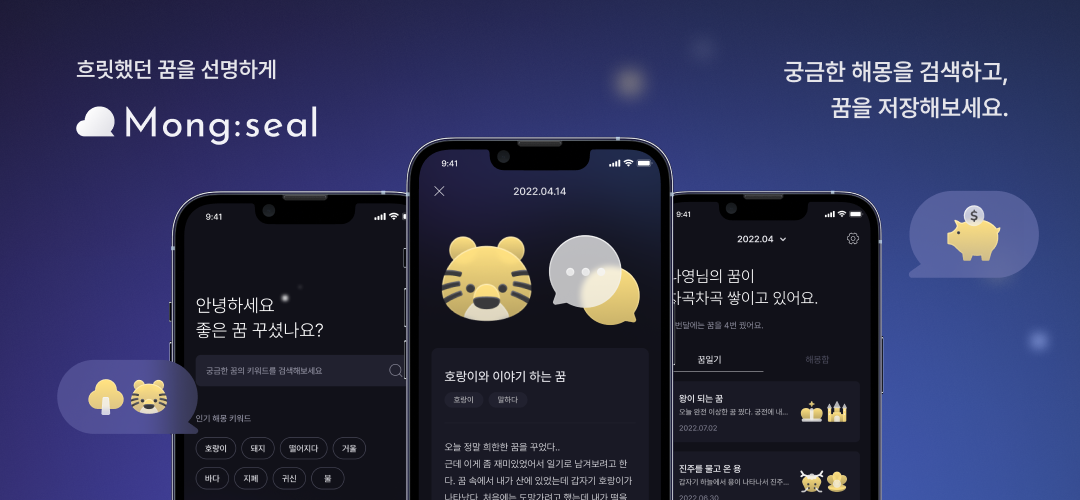 흐릿했던 꿈을 선명하게
Mong:seal
궁금한 해몽을 검색하고,
꿈을 저장해보세요.
9:41
안녕하세요
좋은 꿈 꾸셨나요?
궁금한 꿈의 키워드를 검색해보세요
인기 해몽 키워드
호랑이 돼지 떨어지다 거울
바다 지폐 귀신 물
9:41
2022.04.14
호랑이와 이야기 하는 꿈
호랑이 말하다
오늘 정말 희한한 꿈을 꾸었다..
근데 이게 좀 재미있었어서 일기로 남겨보려고 한
다. 꿈 속에서 내가 산에 있었는데 갑자기 호랑이가
나타났다. 처음에는 도망가려고 했는데 내가 떡을
9:41
2022.04
나영님의 꿈이
차곡차곡 쌓이고 있어요.
번달에는 꿈을 4번 꿨어요.
꿈일기 해몽함
왕이 되는 꿈
오늘 완전 이상한 꿈 꿨다. 궁전에 내...
2022.07.02
진주를 물고 온 용
갑자기 하늘에서 용이 나타나서 진주...
2022.06.30
$